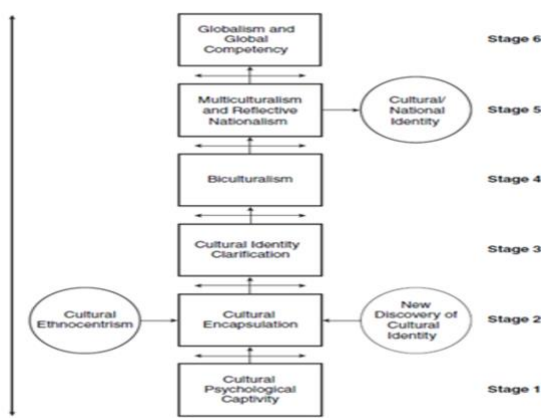 Globalism and
Global
Competency
Stage 6
Multiculturalism
and Reflective
Nationalism
Cultural/
National
Identity
Stage 5
Biculturalism
Stage 4
Cultural Identity
Clarification
Stage 3
Cultural
Ethnocentrism
Cultural
Encapsulation
New
Discovery of
Cultural
Identity
Stage 2
Cultural
Psychological
Captivity
Stage 1